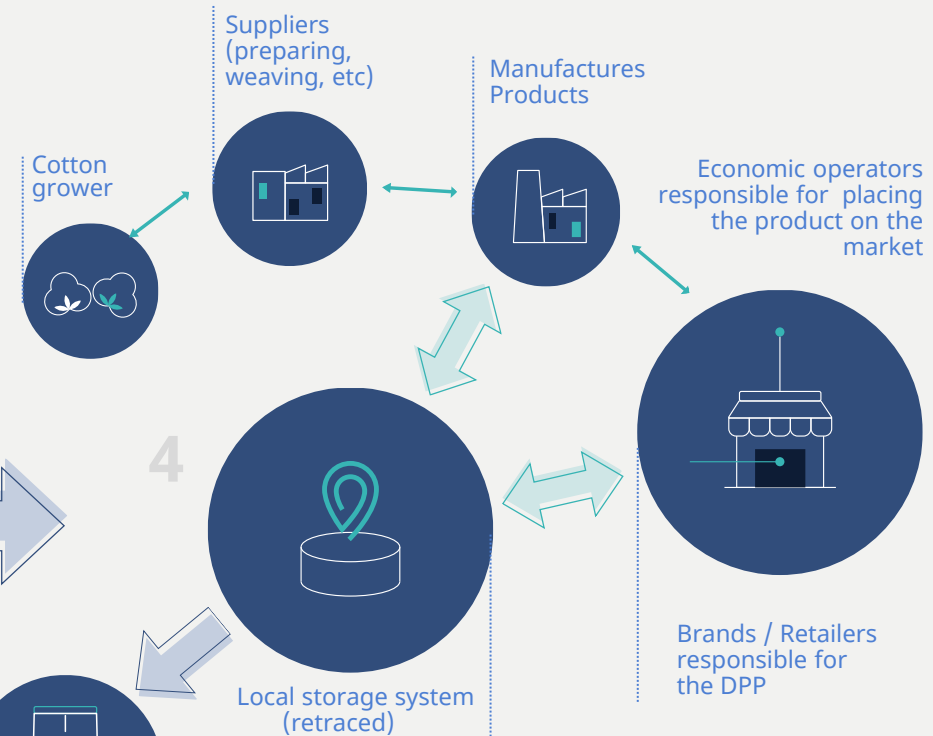 Suppliers
(preparing,
weaving, etc)
Manufactures
Products
Cotton
grower
Economic operators
responsible for  placing
the product on the
market
4
Brands / Retailers
responsible for
the DPP
Local storage system
(retraced)